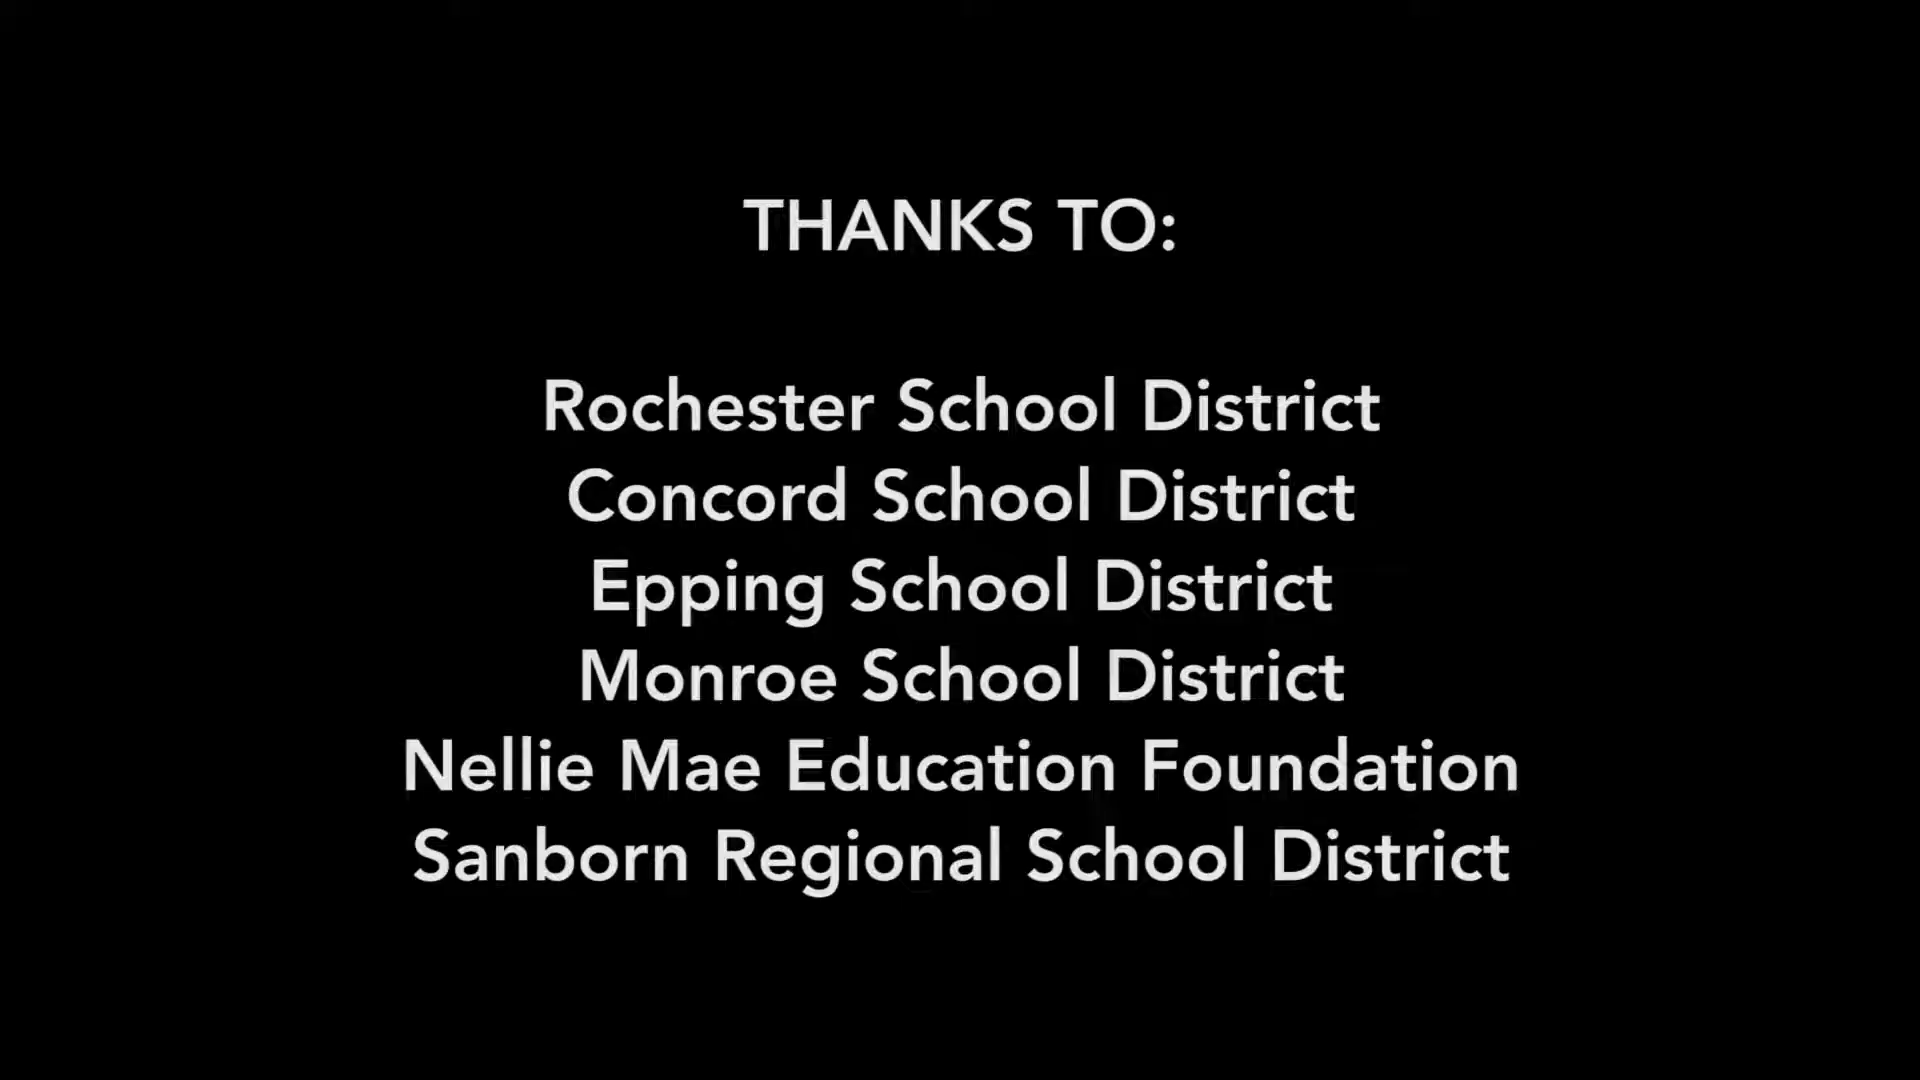 THANKS TO:
Rochester School District
Concord School District
Epping School District
Monroe School District
Nellie Mae Education Foundation
Sanborn Regional School District